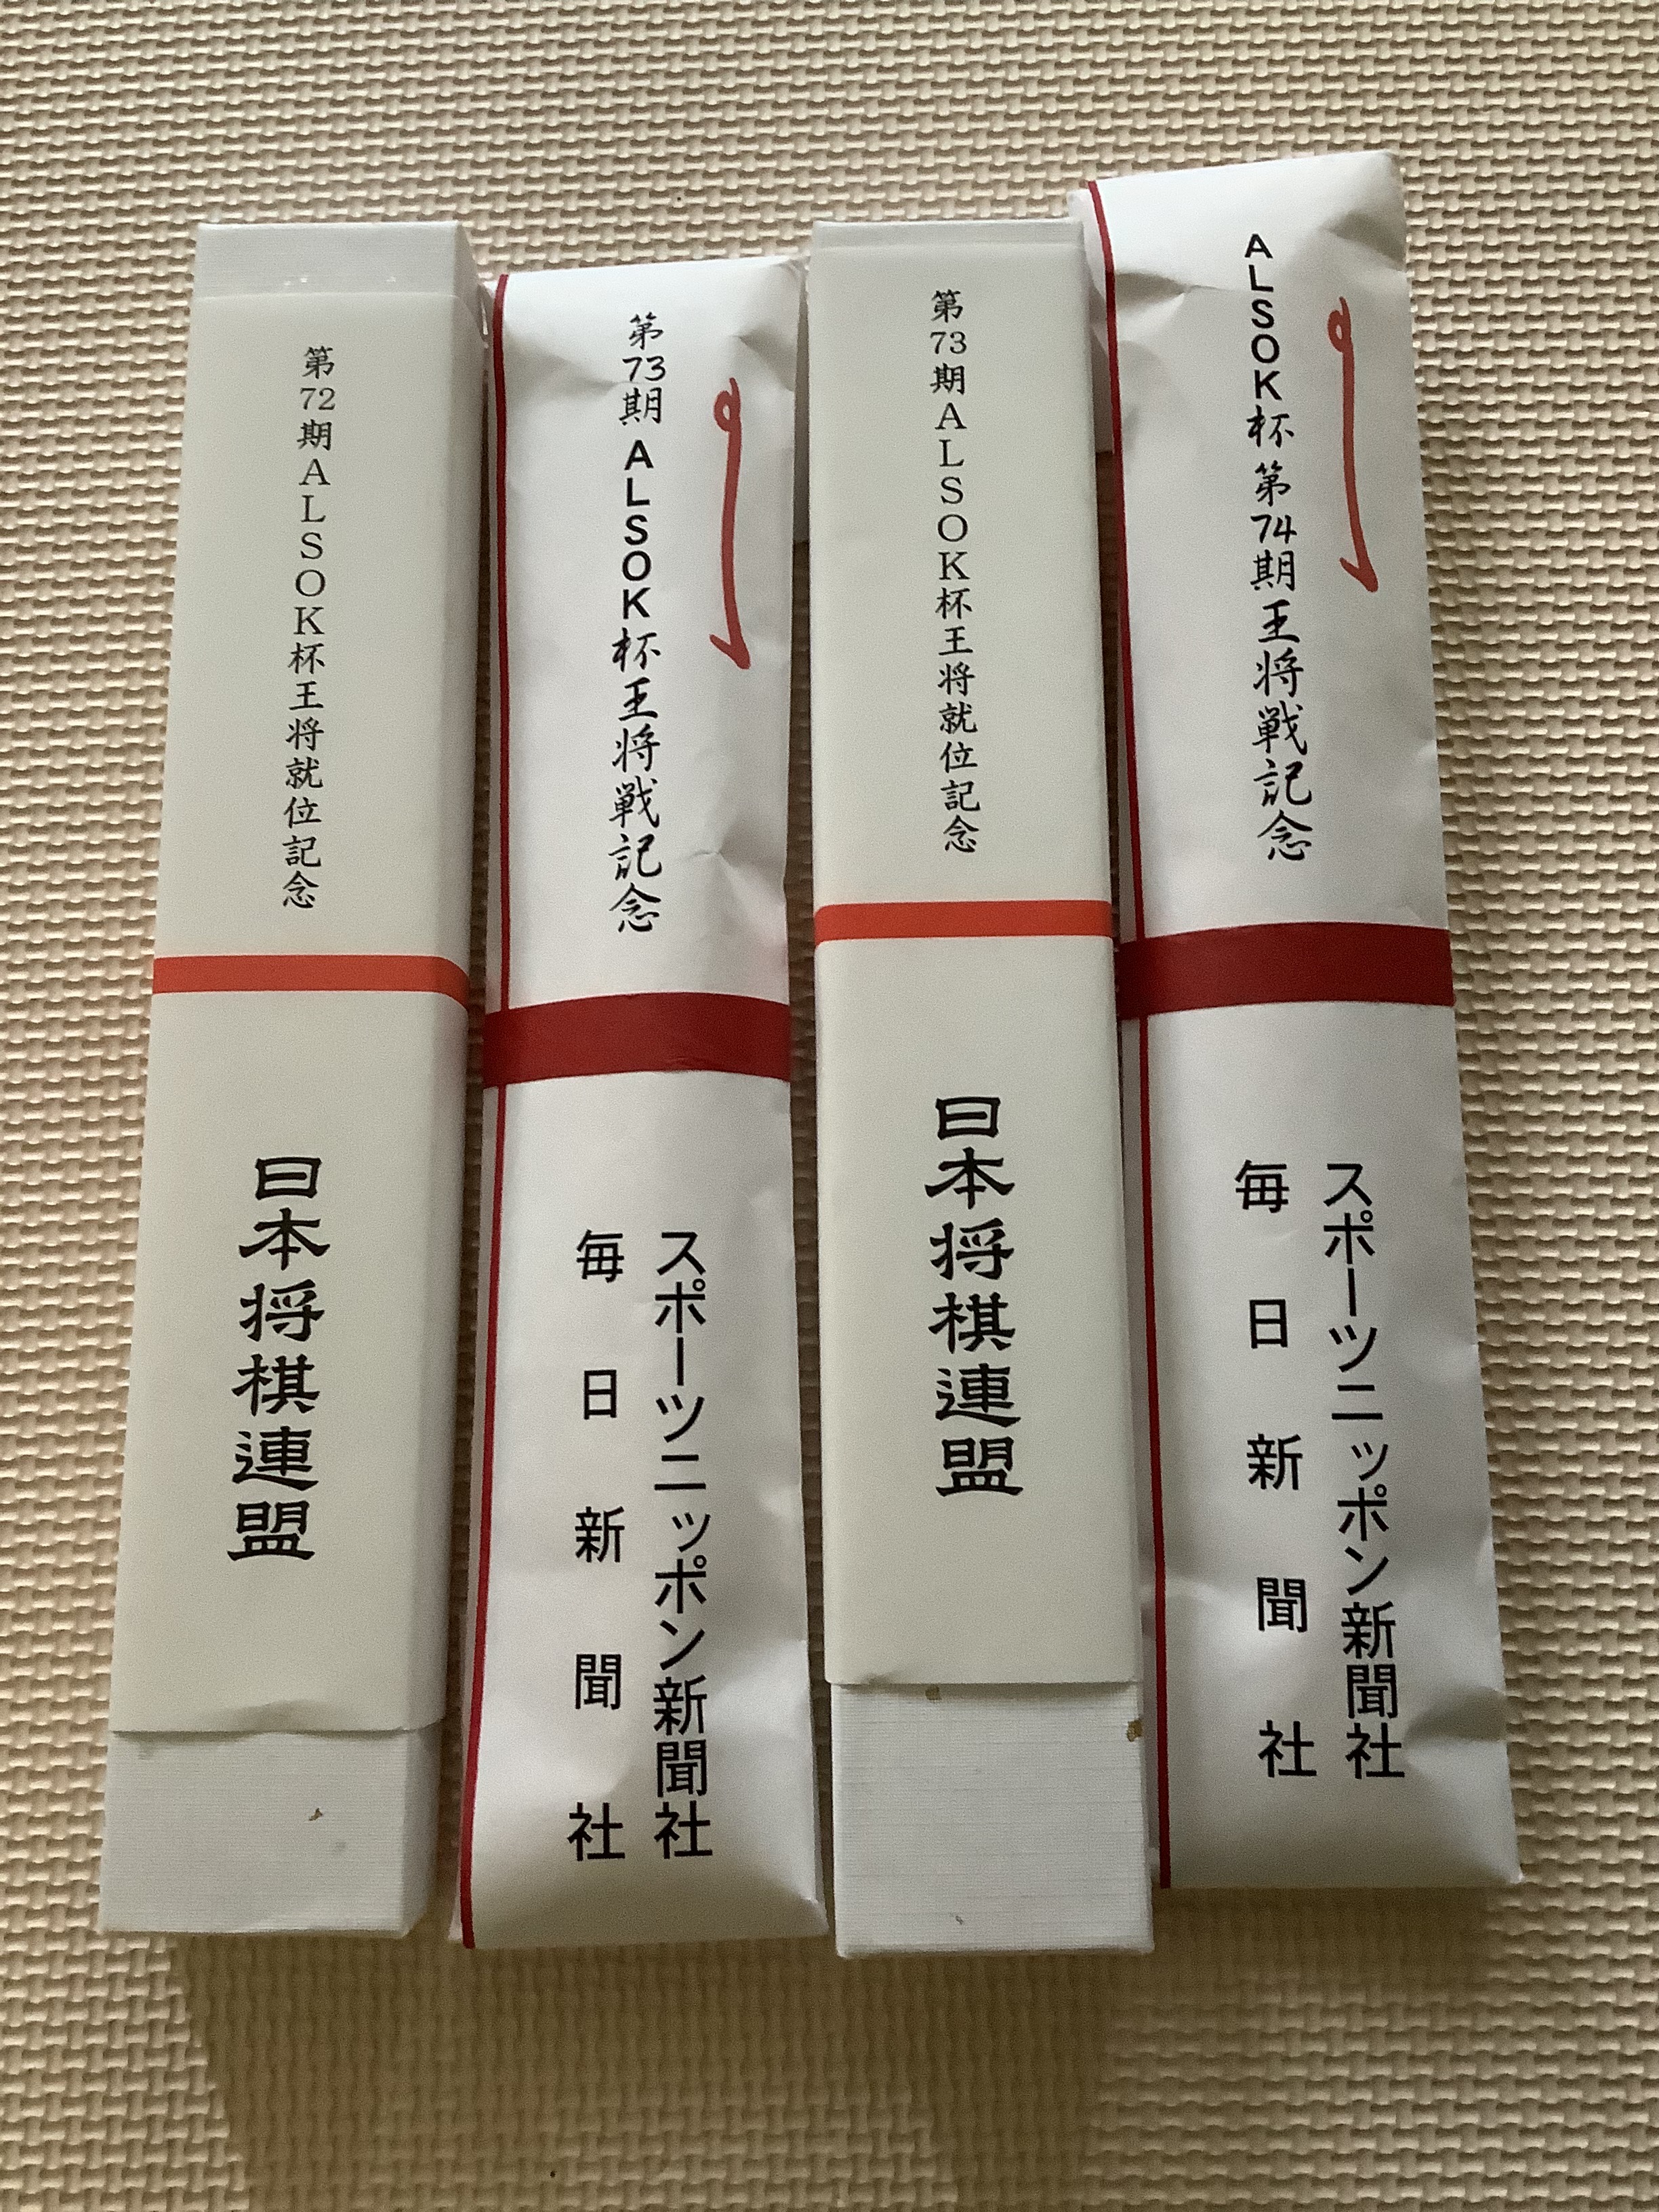 第72期ALSOK杯王将就位記念
日本将棋連盟
第73期 ALSOK杯王将戦記念
スポーツニッポン新聞社
毎日新聞社
第73期ALSOK杯王将就位記念
日本将棋連盟
ALSOK杯 第74期王将戦記念
スポーツニッポン新聞社
毎日新聞社